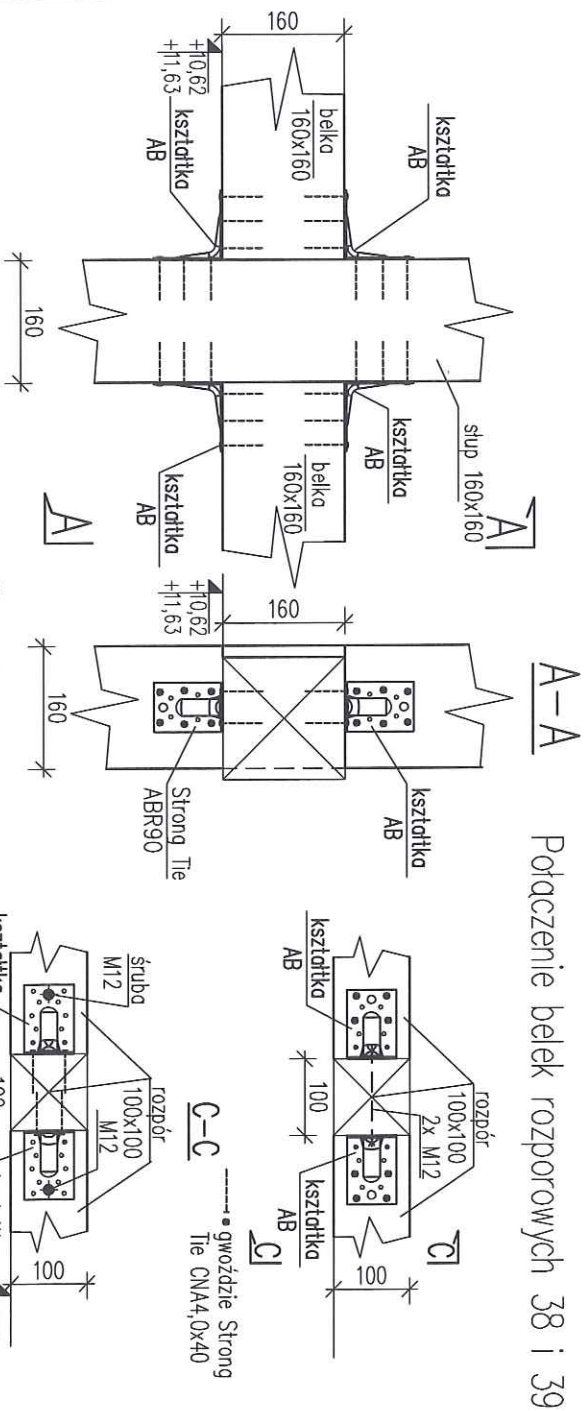 160
+10,62
+11,63
kształtka
AB
belka
160x160
kształtka
AB
160
słup 160x160
kształtka
AB
belka
160x160
kształtka
AB
A
A
A-A
160
+10,62
+11,63
160
kształtka
AB
Strong Tie
ABR90
Połączenie belek rozporowych 38 i 39
kształtka
AB
100
rozpór
100x100
2x M12
kształtka
AB
C
C
100
C-C
gwoździe Strong
Tie CNA4,0x40
śruba
M12
rozpór
100x100
M12
100